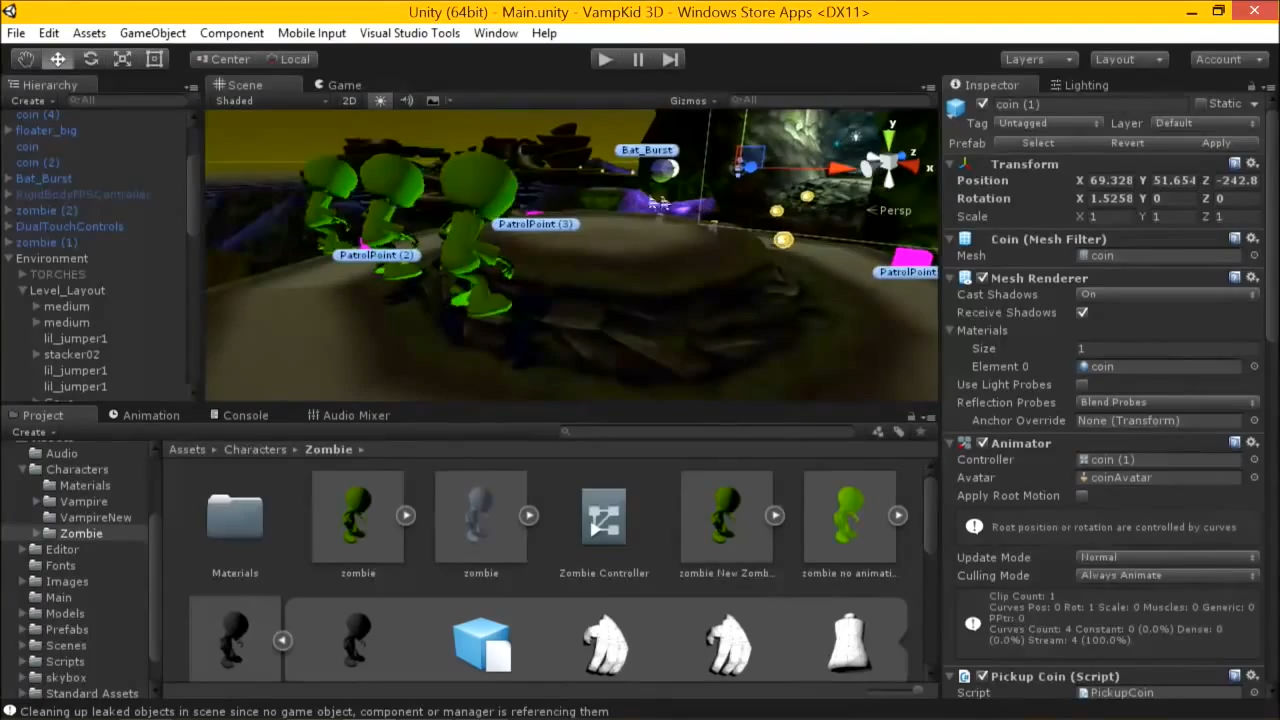 Unity (64bit) - Main.unity - VampKid 3D - Windows Store Apps <DX11>
File Edit Assets GameObject Component Mobile Input Visual Studio Tools Window Help
Center Local Layers Layout Account
Hierarchy Scene Game Inspector Lighting
Create All Shaded 2D Gizmos All coin (1) Static
coin (4)
floater_big
coin
coin (2)
Bat_Burst
RigidBodyFPSController
zombie (2)
DualTouchControls
zombie (1)
Environment
TORCHES
Level_Layout
medium
medium
lil_jumper1
stacker02
lil_jumper1
lil_jumper1
Bat_Burst
PatrolPoint (3)
PatrolPoint (2)
PatrolPoint
y
z
x
Persp
Tag Untagged Layer Default
Prefab Select Revert Apply
Transform
Position X 69.328 Y 51.654 Z -242.8
Rotation X 1.5258 Y 0 Z 0
Scale X 1 Y 1 Z 1
Coin (Mesh Filter)
Mesh coin
Mesh Renderer
Cast Shadows On
Receive Shadows
Materials
Size 1
Element 0 coin
Use Light Probes
Reflection Probes Blend Probes
Anchor Override None (Transform)
Animator
Controller coin (1)
Avatar coinAvatar
Apply Root Motion
Root position or rotation are controlled by curves
Update Mode Normal
Culling Mode Always Animate
Clip Count: 1
Curves Pos: 0 Rot: 1 Scale: 0 Muscles: 0 Generic: 0
PPtr: 0
Curves Count: 4 Constant: 0 (0.0%) Dense: 0
(0.0%) Stream: 4 (100.0%)
Pickup Coin (Script)
Script PickupCoin
Project Animation Console Audio Mixer
Create
Audio
Characters
Materials
Vampire
VampireNew
Zombie
Editor
Fonts
Images
Main
Models
Prefabs
Scenes
Scripts
skybox
Standard Assets
Assets Characters Zombie
Materials zombie zombie Zombie Controller zombie New Zomb... zombie no animati...
Cleaning up leaked objects in scene since no game object, component or manager is referencing them